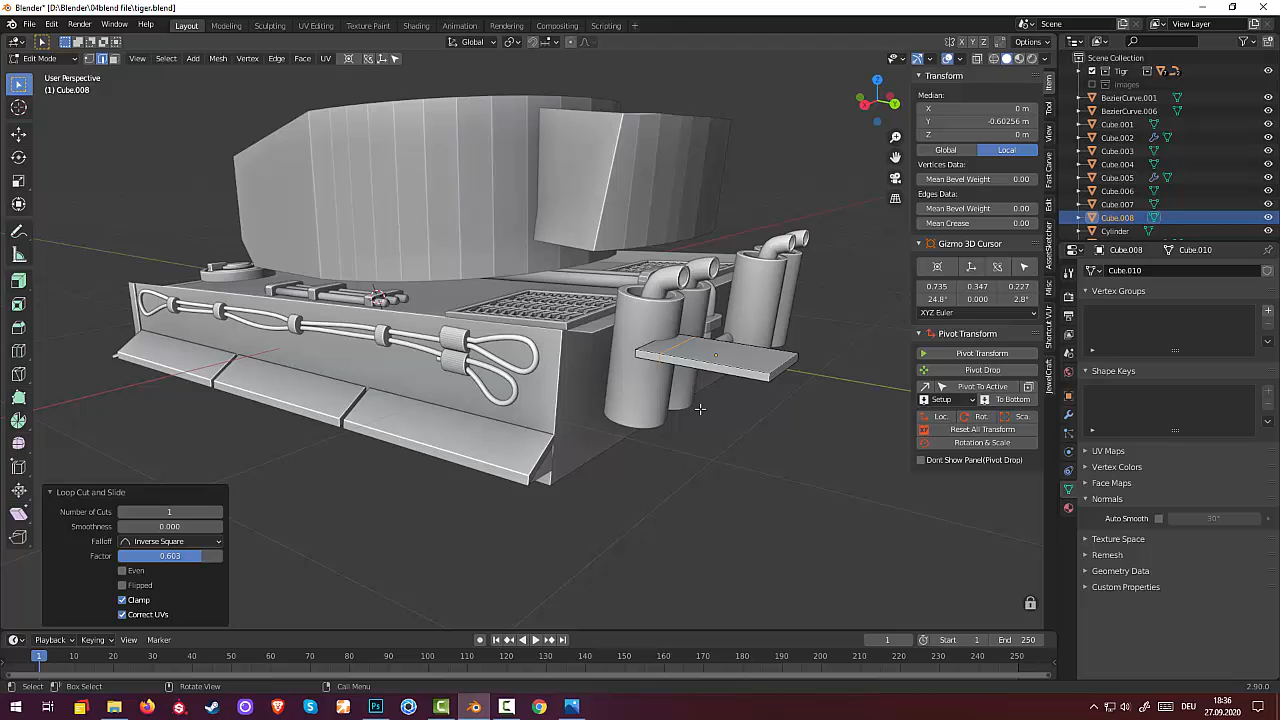 Blender* [D:\Blender\04blend file\tiger.blend]
File Edit Render Window Help Layout Modeling Sculpting UV Editing Texture Paint Shading Animation Rendering Compositing Scripting Scene View Layer
Global X Y Z Options
Edit Mode View Select Add Mesh Vertex Edge Face UV
User Perspective
(1) Cube.008
Transform
Median:
X 0 m
Y -0.60256 m
Z 0 m
Global Local
Vertices Data:
Mean Bevel Weight 0.00
Edges Data:
Mean Bevel Weight 0.00
Mean Crease 0.00
Gizmo 3D Cursor
0.735 0.347 0.227
24.8° 0.000 2.8°
XYZ Euler
Pivot Transform
Pivot Transform
Pivot Drop
Pivot To Active
Setup To Bottom
Loc. Rot. Sca.
Reset All Transform
Rotation & Scale
Dont Show Panel(Pivot Drop)
Item
Tool
View
Fast Carve
Edit
AssetSketcher
Misc
Shortcut VUr
JewelCraft
Scene Collection
Tigr
Images
BezierCurve.001
BezierCurve.006
Cube.001
Cube.002
Cube.003
Cube.004
Cube.005
Cube.006
Cube.007
Cube.008
Cylinder
Cube.008 Cube.010
Cube.010
Vertex Groups
Shape Keys
UV Maps
Vertex Colors
Face Maps
Normals
Auto Smooth 30°
Texture Space
Remesh
Geometry Data
Custom Properties
Loop Cut and Slide
Number of Cuts 1
Smoothness 0.000
Falloff Inverse Square
Factor 0.603
Even
Flipped
Clamp
Correct UVs
Playback Keying View Marker 1 Start 1 End 250
1 10 20 30 40 50 60 70 80 90 100 110 120 130 140 150 160 170 180 190 200 210 220 230 240 250
Select Box Select Rotate View Call Menu 2.90.0
DEU 18:36
27.09.2020